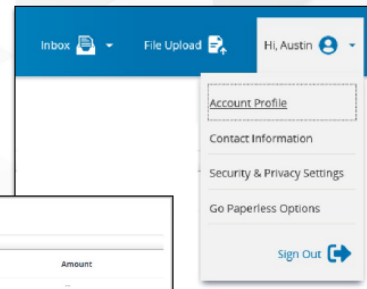 Inbox File Upload Hi, Austin
Account Profile
Contact Information
Security & Privacy Settings
Go Paperless Options
Sign Out
Amount
--